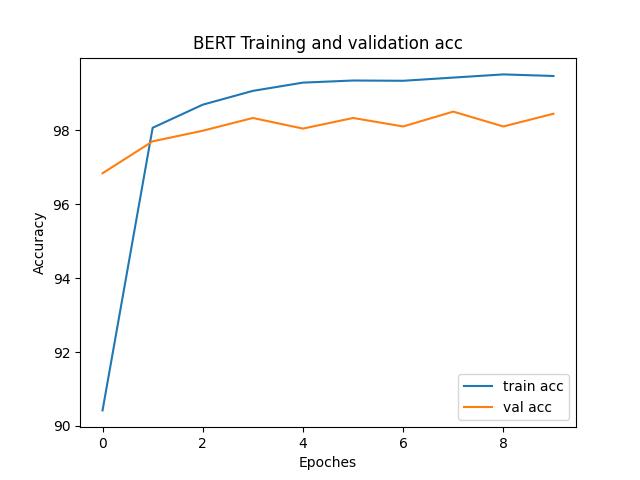 BERT Training and validation acc
Accuracy
98
96
94
92
90
0 2 4 6 8
Epoches
train acc
val acc